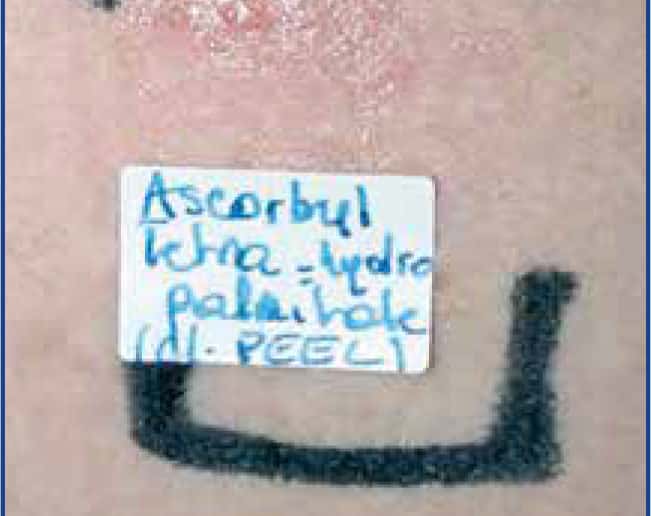 Ascorbyl
tetra-hydro
palmitate
(dl. PEEL)